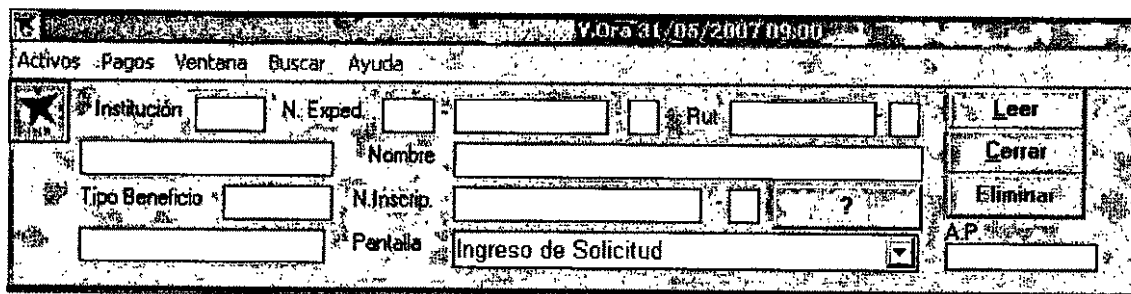 V.Ora 31/05/2007 09:00
Activos Pagos Ventana Buscar Ayuda
Institución N. Exped. Rut Leer
Nombre Cerrar
Tipo Beneficio N.Inscrip. ? Eliminar
Pantalla Ingreso de Solicitud A.P